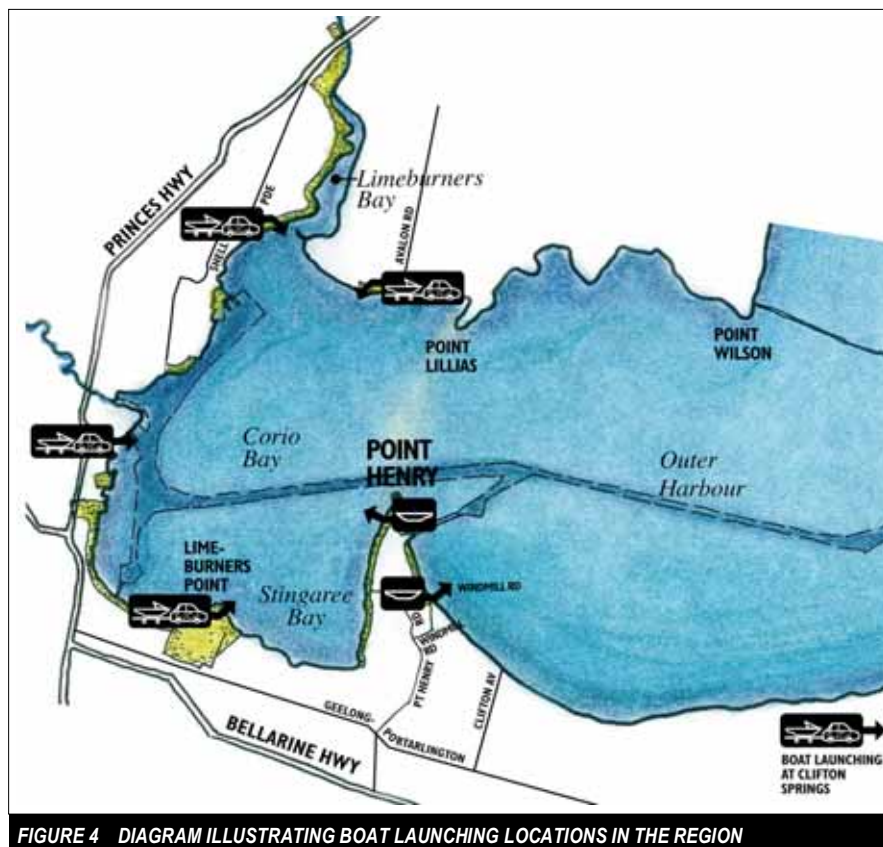 Limeburners
Bay
PRINCES HWY
SHELL
PDE
AVALON RD
POINT
LILLIAS
POINT
WILSON
Corio
Bay
POINT
HENRY
Outer
Harbour
LIME-
BURNERS
POINT
Stingaree
Bay
WINDMILL RD
WINDMILL
RD
PT HENRY
RD
CLIFTON AV
GEELONG-
PORTARLINGTON
BELLARINE HWY
BOAT LAUNCHING
AT CLIFTON
SPRINGS
FIGURE 4 DIAGRAM ILLUSTRATING BOAT LAUNCHING LOCATIONS IN THE REGION